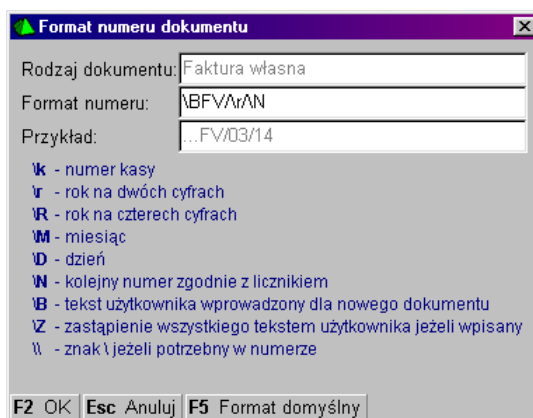 Format numeru dokumentu
Rodzaj dokumentu: Faktura własna
Format numeru: \BFV/\r/\N
Przykład: ...FV/03/14
\k - numer kasy
\r - rok na dwóch cyfrach
\R - rok na czterech cyfrach
\M - miesiąc
\D - dzień
\N - kolejny numer zgodnie z licznikiem
\B - tekst użytkownika wprowadzony dla nowego dokumentu
\Z - zastąpienie wszystkiego tekstem użytkownika jeżeli wpisany
\\ - znak \ jeżeli potrzebny w numerze
F2 OK Esc Anuluj F5 Format domyślny